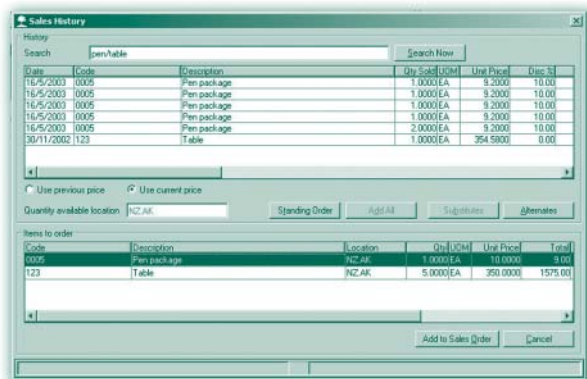 Sales History
History
Search pen/table Search Now
Date Code Description Qty Sold UOM Unit Price Disc %
16/5/2003 0005 Pen package 1.0000 EA 9.2000 10.00
16/5/2003 0005 Pen package 1.0000 EA 9.2000 10.00
16/5/2003 0005 Pen package 1.0000 EA 9.2000 10.00
16/5/2003 0005 Pen package 1.0000 EA 9.2000 10.00
16/5/2003 0005 Pen package 2.0000 EA 9.2000 10.00
30/11/2002 123 Table 1.0000 EA 354.5800 0.00
Use previous price Use current price
Quantity available location NZ.AK Standing Order Add All Substitutes Alternates
Items to order
Code Description Location Qty UOM Unit Price Total
0005 Pen package NZ.AK 1.0000 EA 10.0000 9.00
123 Table NZ.AK 5.0000 EA 350.0000 1575.00
Add to Sales Order Cancel